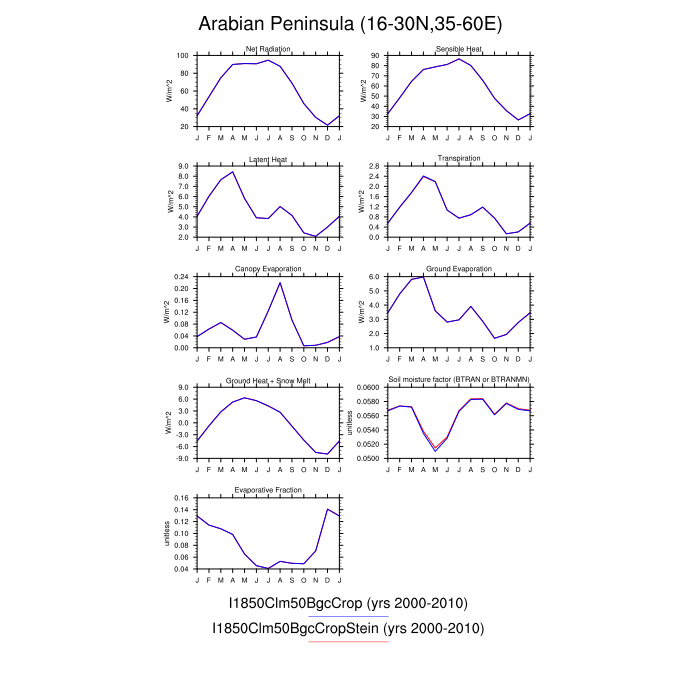 Arabian Peninsula (16-30N,35-60E)
Net Radiation
W/m^2
100
80
60
40
20
J F M A M J J A S O N D J
Sensible Heat
W/m^2
90
80
70
60
50
40
30
20
J F M A M J J A S O N D J
Latent Heat
W/m^2
9.0
8.0
7.0
6.0
5.0
4.0
3.0
2.0
J F M A M J J A S O N D J
Transpiration
W/m^2
2.8
2.4
2.0
1.6
1.2
0.8
0.4
0.0
J F M A M J J A S O N D J
Canopy Evaporation
W/m^2
0.24
0.20
0.16
0.12
0.08
0.04
0.00
J F M A M J J A S O N D J
Ground Evaporation
W/m^2
6.0
5.0
4.0
3.0
2.0
1.0
J F M A M J J A S O N D J
Ground Heat + Snow Melt
W/m^2
9.0
6.0
3.0
0.0
-3.0
-6.0
-9.0
J F M A M J J A S O N D J
Soil moisture factor (BTRAN or BTRANMN)
unitless
0.0600
0.0580
0.0560
0.0540
0.0520
0.0500
J F M A M J J A S O N D J
Evaporative Fraction
unitless
0.16
0.14
0.12
0.10
0.08
0.06
0.04
J F M A M J J A S O N D J
I1850Clm50BgcCrop (yrs 2000-2010)
I1850Clm50BgcCropStein (yrs 2000-2010)